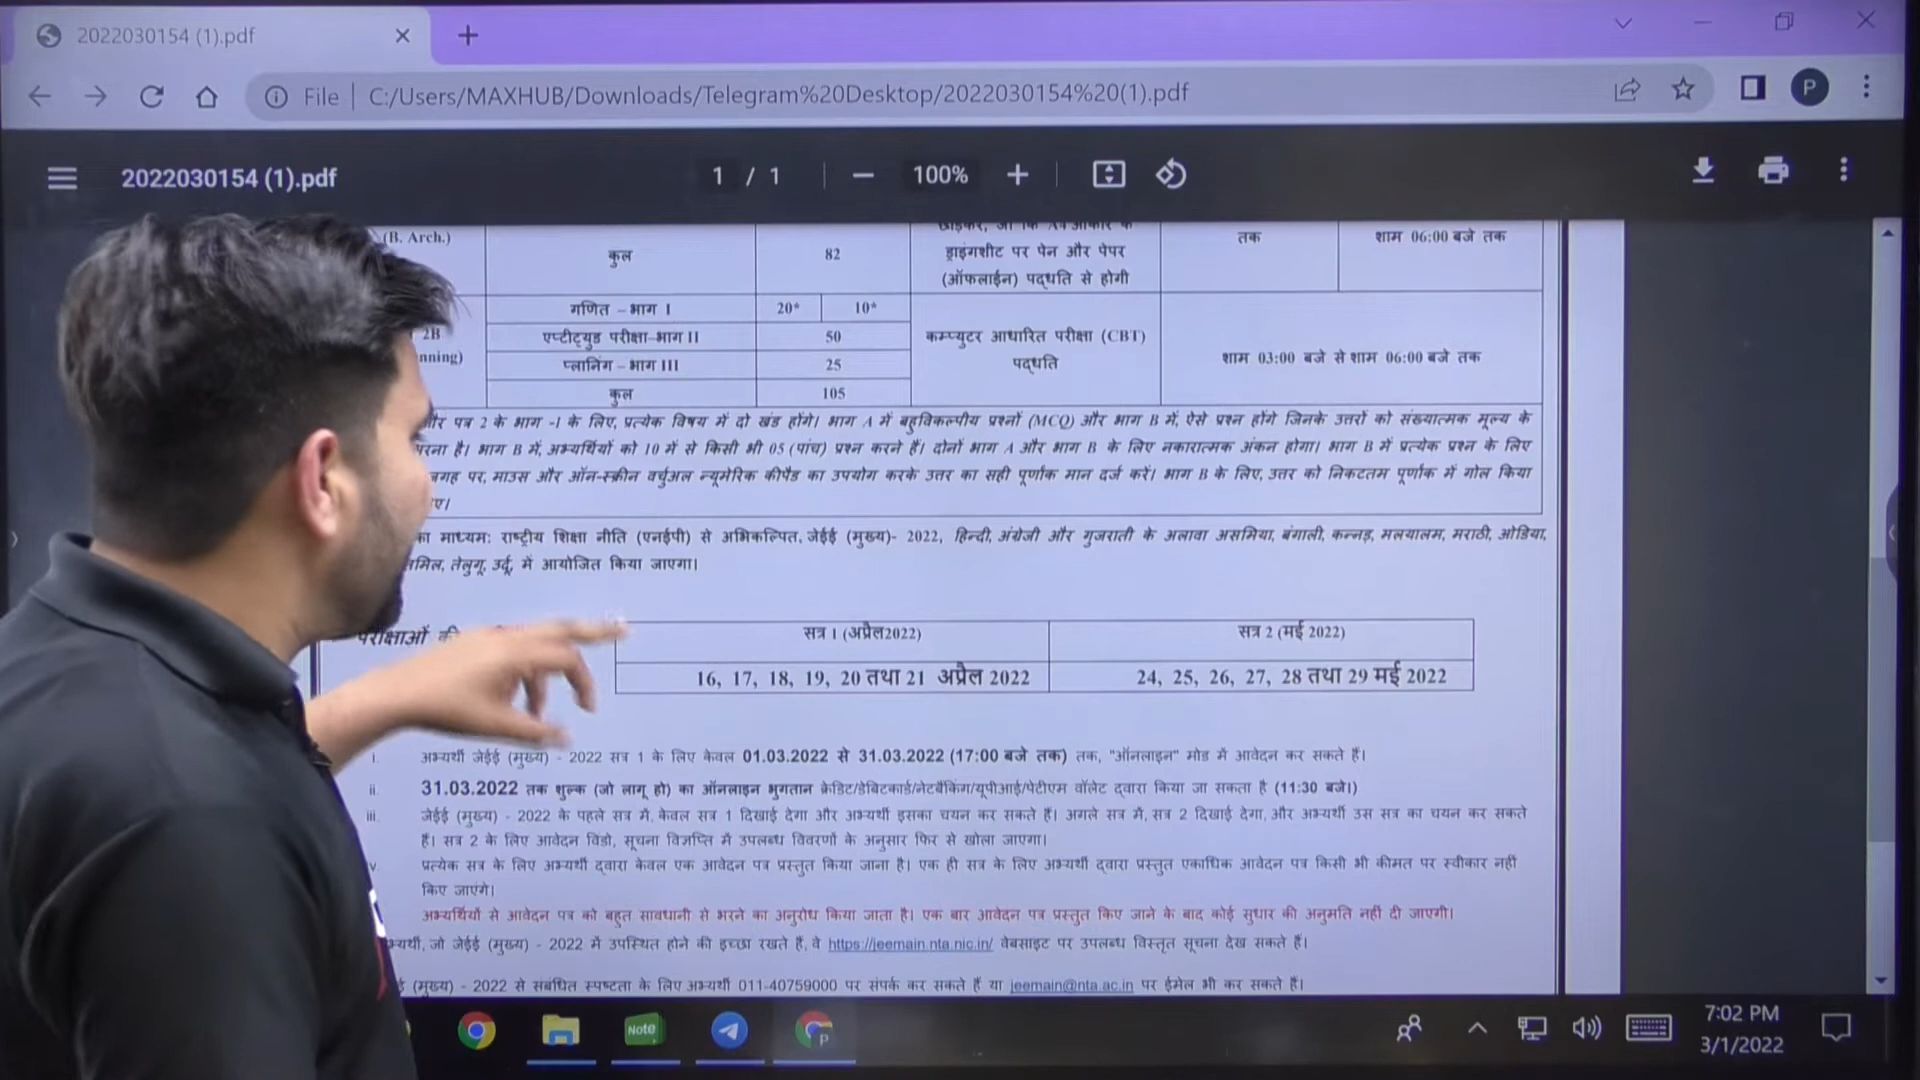 2022030154 (1).pdf
File
C:/Users/MAXHUB/Downloads/Telegram%20Desktop/2022030154%20(1).pdf
P
2022030154 (1).pdf
1 / 1
100%
(B. Arch.)
कुल
82
ड्राइंगशीट पर पेन और पेपर
(ऑफलाईन) पद्धति से होगी
तक
शाम 06:00 बजे तक
2B
nning)
गणित – भाग I
20*
10*
एप्टीट्युड परीक्षा-भाग II
50
प्लानिंग – भाग III
25
कुल
105
कम्प्युटर आधारित परीक्षा (CBT)
पद्धति
शाम 03:00 बजे से शाम 06:00 बजे तक
और पत्र 2 के भाग -1 के लिए, प्रत्येक विषय में दो खंड होंगे। भाग A में बहुविकल्पीय प्रश्नों (MCQ) और भाग B में, ऐसे प्रश्न होंगे जिनके उत्तरों को संख्यात्मक मूल्य के
रना है। भाग B में, अभ्यर्थियों को 10 में से किसी भी 05 (पांच) प्रश्न करने हैं। दोनों भाग A और भाग B के लिए नकारात्मक अंकन होगा। भाग B में प्रत्येक प्रश्न के लिए
जगह पर, माउस और ऑन-स्क्रीन वर्चुअल न्यूमेरिक कीपैड का उपयोग करके उत्तर का सही पूर्णांक मान दर्ज करें। भाग B के लिए, उत्तर को निकटतम पूर्णांक में गोल किया
ए।
का माध्यम: राष्ट्रीय शिक्षा नीति (एनईपी) से अभिकल्पित, जेईई (मुख्य)- 2022, हिन्दी, अंग्रेजी और गुजराती के अलावा असमिया, बंगाली, कन्नड़, मलयालम, मराठी, ओडिया,
तमिल, तेलुगू, उर्दू, में आयोजित किया जाएगा।
परीक्षाओं की
सत्र 1 (अप्रैल2022)
सत्र 2 (मई 2022)
16, 17, 18, 19, 20 तथा 21 अप्रैल 2022
24, 25, 26, 27, 28 तथा 29 मई 2022
i. अभ्यर्थी जेईई (मुख्य) - 2022 सत्र 1 के लिए केवल 01.03.2022 से 31.03.2022 (17:00 बजे तक) तक, "ऑनलाइन" मोड में आवेदन कर सकते हैं।
ii. 31.03.2022 तक शुल्क (जो लागू हो) का ऑनलाइन भुगतान क्रेडिट/डेबिटकार्ड/नेटबैंकिंग/यूपीआई/पेटीएम वॉलेट द्वारा किया जा सकता है (11:30 बजे।)
iii. जेईई (मुख्य) - 2022 के पहले सत्र में, केवल सत्र 1 दिखाई देगा और अभ्यर्थी इसका चयन कर सकते हैं। अगले सत्र में, सत्र 2 दिखाई देगा, और अभ्यर्थी उस सत्र का चयन कर सकते
हैं। सत्र 2 के लिए आवेदन विंडो, सूचना विज्ञप्ति में उपलब्ध विवरणों के अनुसार फिर से खोला जाएगा।
v. प्रत्येक सत्र के लिए अभ्यर्थी द्वारा केवल एक आवेदन पत्र प्रस्तुत किया जाना है। एक ही सत्र के लिए अभ्यर्थी द्वारा प्रस्तुत एकाधिक आवेदन पत्र किसी भी कीमत पर स्वीकार नहीं
किए जाएंगे।
अभ्यर्थियों से आवेदन पत्र को बहुत सावधानी से भरने का अनुरोध किया जाता है। एक बार आवेदन पत्र प्रस्तुत किए जाने के बाद कोई सुधार की अनुमति नहीं दी जाएगी।
भ्यर्थी, जो जेईई (मुख्य) - 2022 में उपस्थित होने की इच्छा रखते हैं, वे https://jeemain.nta.nic.in/ वेबसाइट पर उपलब्ध विस्तृत सूचना देख सकते हैं।
ई (मुख्य) - 2022 से संबंधित स्पष्टता के लिए अभ्यर्थी 011-40759000 पर संपर्क कर सकते हैं या jeemain@nta.ac.in पर ईमेल भी कर सकते हैं।
Note
7:02 PM
3/1/2022